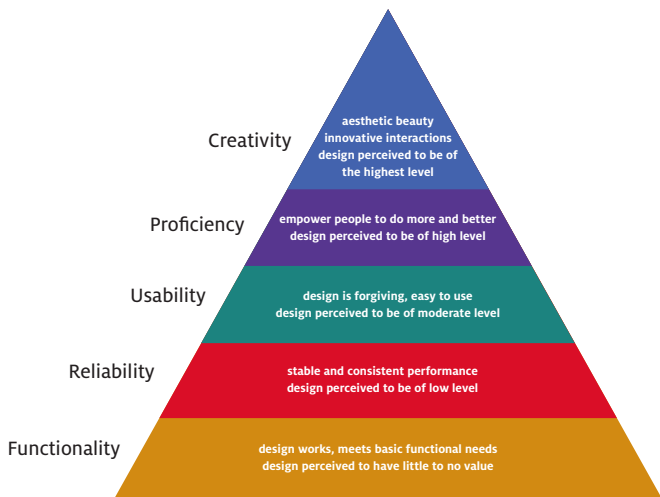 Creativity
aesthetic beauty
innovative interactions
design perceived to be of
the highest level
Proficiency
empower people to do more and better
design perceived to be of high level
Usability
design is forgiving, easy to use
design perceived to be of moderate level
Reliability
stable and consistent performance
design perceived to be of low level
Functionality
design works, meets basic functional needs
design perceived to have little to no value